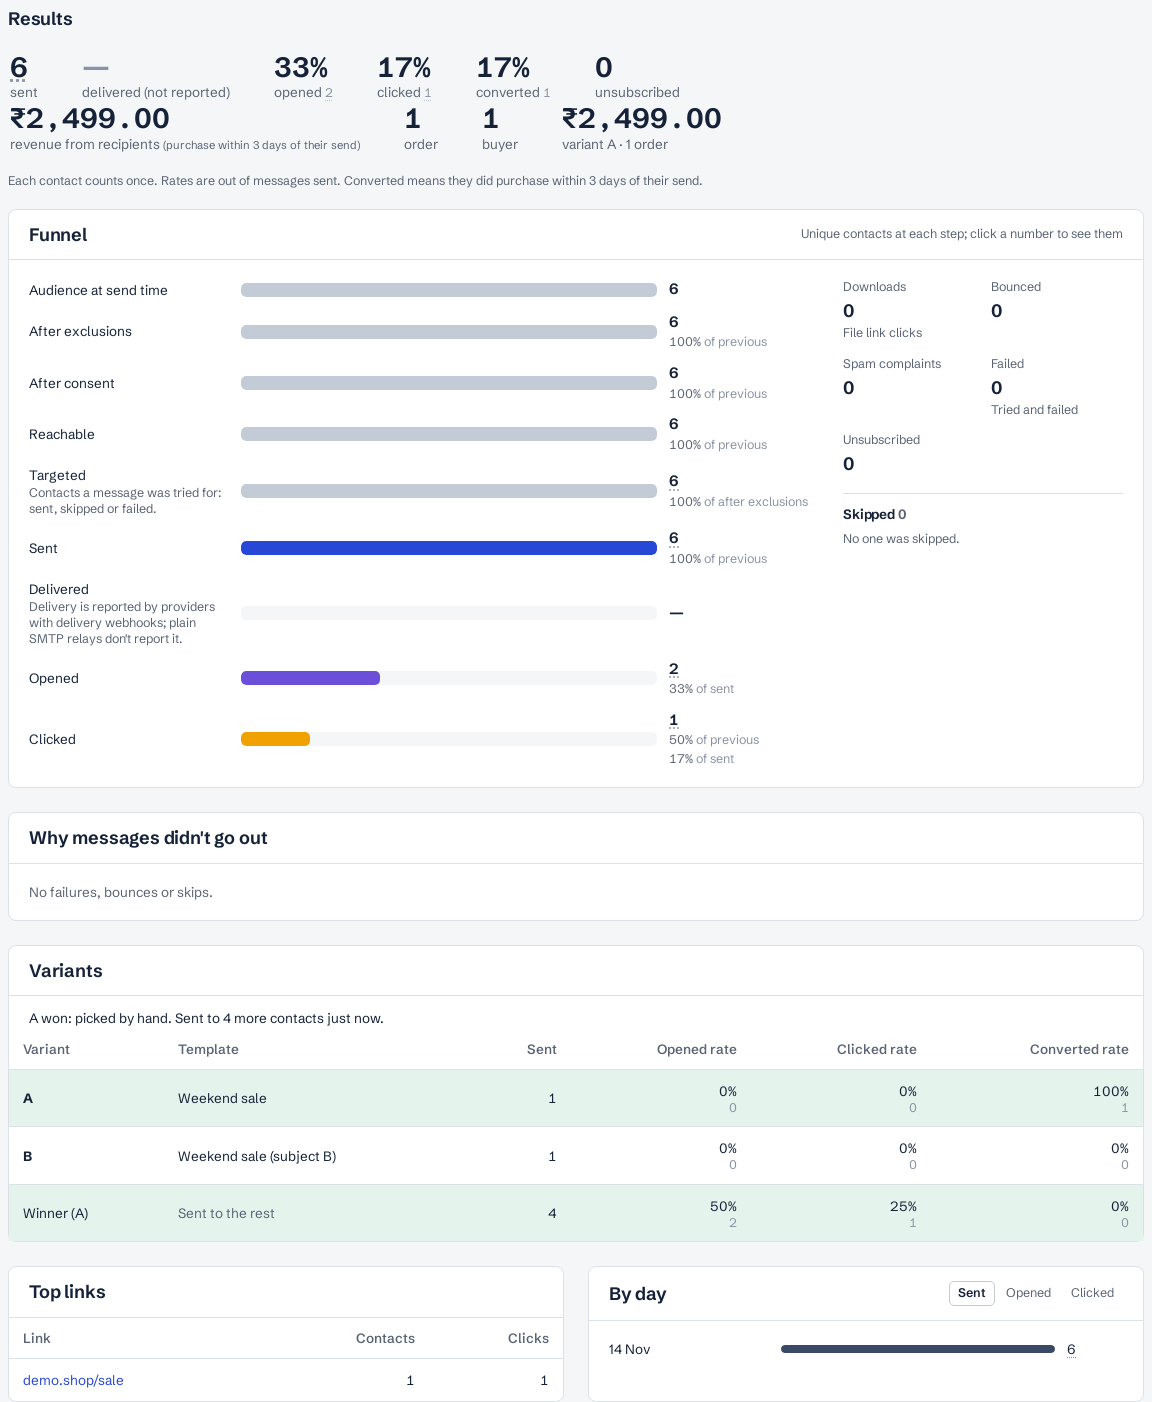 Results
6 — 33% 17% 17% 0
sent delivered (not reported) opened 2 clicked 1 converted 1 unsubscribed
₹2,499.00 1 1 ₹2,499.00
revenue from recipients (purchase within 3 days of their send) order buyer variant A · 1 order
Each contact counts once. Rates are out of messages sent. Converted means they did purchase within 3 days of their send.
Funnel Unique contacts at each step; click a number to see them
Audience at send time 6
After exclusions 6
100% of previous
After consent 6
100% of previous
Reachable 6
100% of previous
Targeted
Contacts a message was tried for:
sent, skipped or failed.
6
100% of after exclusions
Sent 6
100% of previous
Delivered
Delivery is reported by providers
with delivery webhooks; plain
SMTP relays don't report it.
—
Opened 2
33% of sent
Clicked 1
50% of previous
17% of sent
Downloads Bounced
0 0
File link clicks
Spam complaints Failed
0 0
Tried and failed
Unsubscribed
0
Skipped 0
No one was skipped.
Why messages didn't go out
No failures, bounces or skips.
Variants
A won: picked by hand. Sent to 4 more contacts just now.
Variant Template Sent Opened rate Clicked rate Converted rate
A Weekend sale 1 0% 0% 100%
0 0 1
B Weekend sale (subject B) 1 0% 0% 0%
0 0 0
Winner (A) Sent to the rest 4 50% 25% 0%
2 1 0
Top links
Link Contacts Clicks
demo.shop/sale 1 1
By day Sent Opened Clicked
14 Nov 6